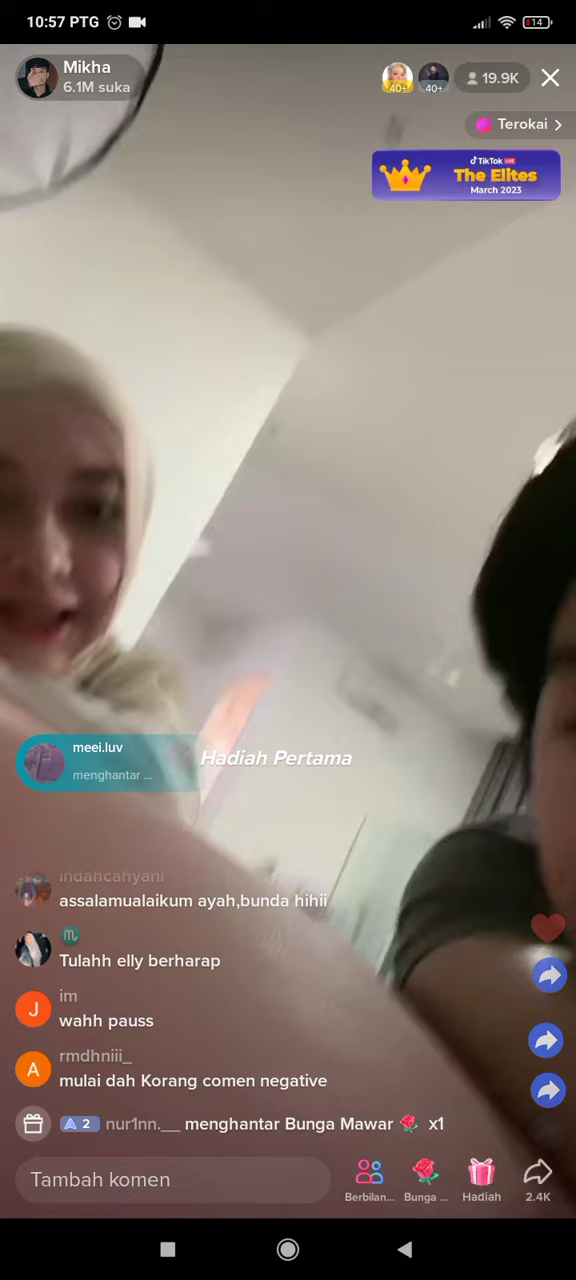 10:57 PTG
14
Mikha
6.1M suka
40+
40+
19.9K
Terokai
TikTok LIVE
The Elites
March 2023
meei.luv
menghantar ...
Hadiah Pertama
indahcahyani
assalamualaikum ayah,bunda hihii
♏
Tulahh elly berharap
J
im
wahh pauss
A
rmdhniii_
mulai dah Korang comen negative
2
nur1nn.__ menghantar Bunga Mawar 🌹 x1
Tambah komen
Berbilan...
Bunga ...
Hadiah
2.4K